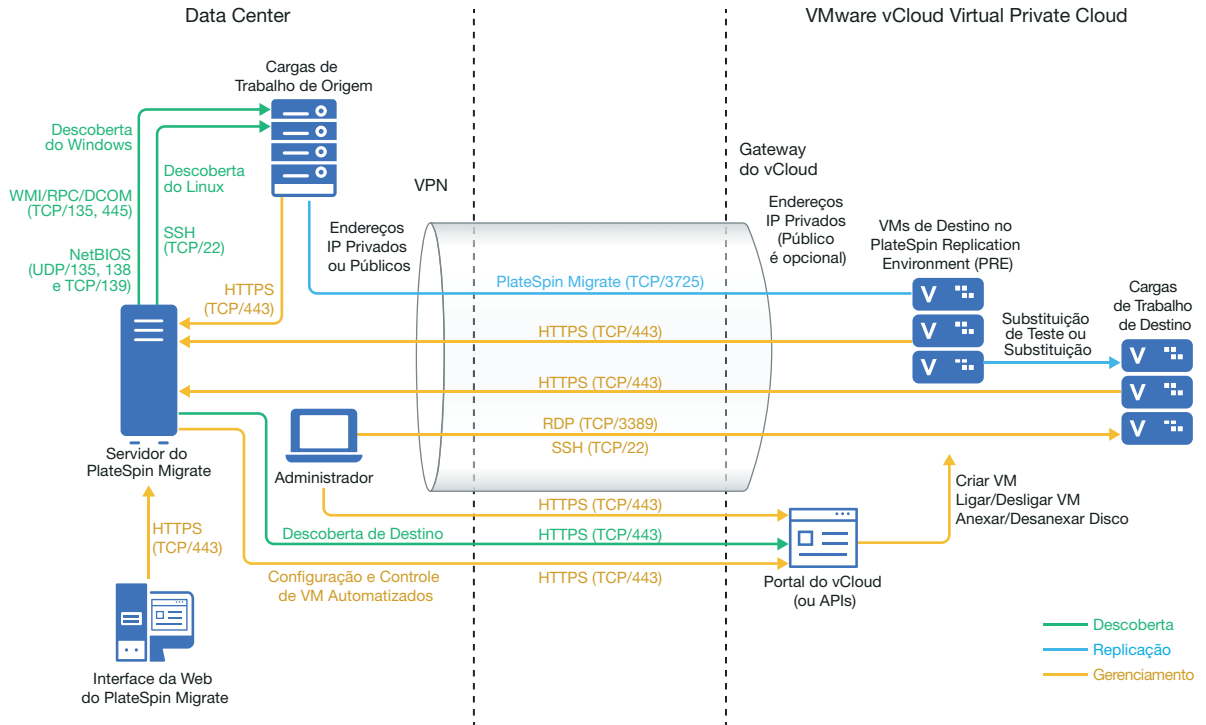 Data Center
VMware vCloud Virtual Private Cloud
Cargas de
Trabalho de Origem
Descoberta
do Windows
Descoberta
do Linux
WMI/RPC/DCOM
(TCP/135, 445)
SSH
(TCP/22)
NetBIOS
(UDP/135, 138
e TCP/139)
HTTPS
(TCP/443)
VPN
Endereços
IP Privados
ou Públicos
Gateway
do vCloud
Endereços
IP Privados
(Público
é opcional)
VMs de Destino no
PlateSpin Replication
Environment (PRE)
Cargas
de Trabalho
de Destino
PlateSpin Migrate (TCP/3725)
V
HTTPS (TCP/443)
V
Substituição
de Teste ou
Substituição
V
V
HTTPS (TCP/443)
V
RDP (TCP/3389)
SSH (TCP/22)
V
Servidor do
PlateSpin Migrate
Administrador
Criar VM
Ligar/Desligar VM
Anexar/Desanexar Disco
HTTPS (TCP/443)
HTTPS
(TCP/443)
Descoberta de Destino
HTTPS (TCP/443)
Configuração e Controle
de VM Automatizados
HTTPS (TCP/443)
Portal do vCloud
(ou APIs)
Interface da Web
do PlateSpin Migrate
Descoberta
Replicação
Gerenciamento